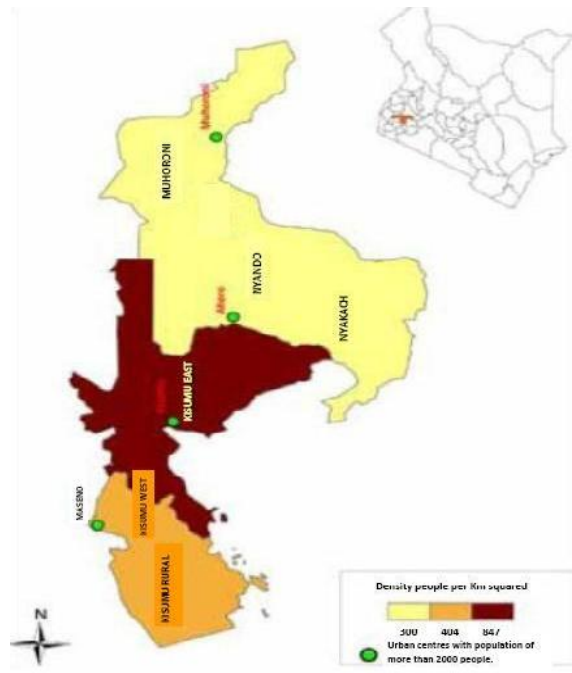 Muhoroni
MUHORONI
NYANDO
Ahero
NYAKACH
KISUMU EAST
MASENO
KISUMU WEST
KISUMU RURAL
N
Density people per Km squared
300 404 847
Urban centres with population of
more than 2000 people.